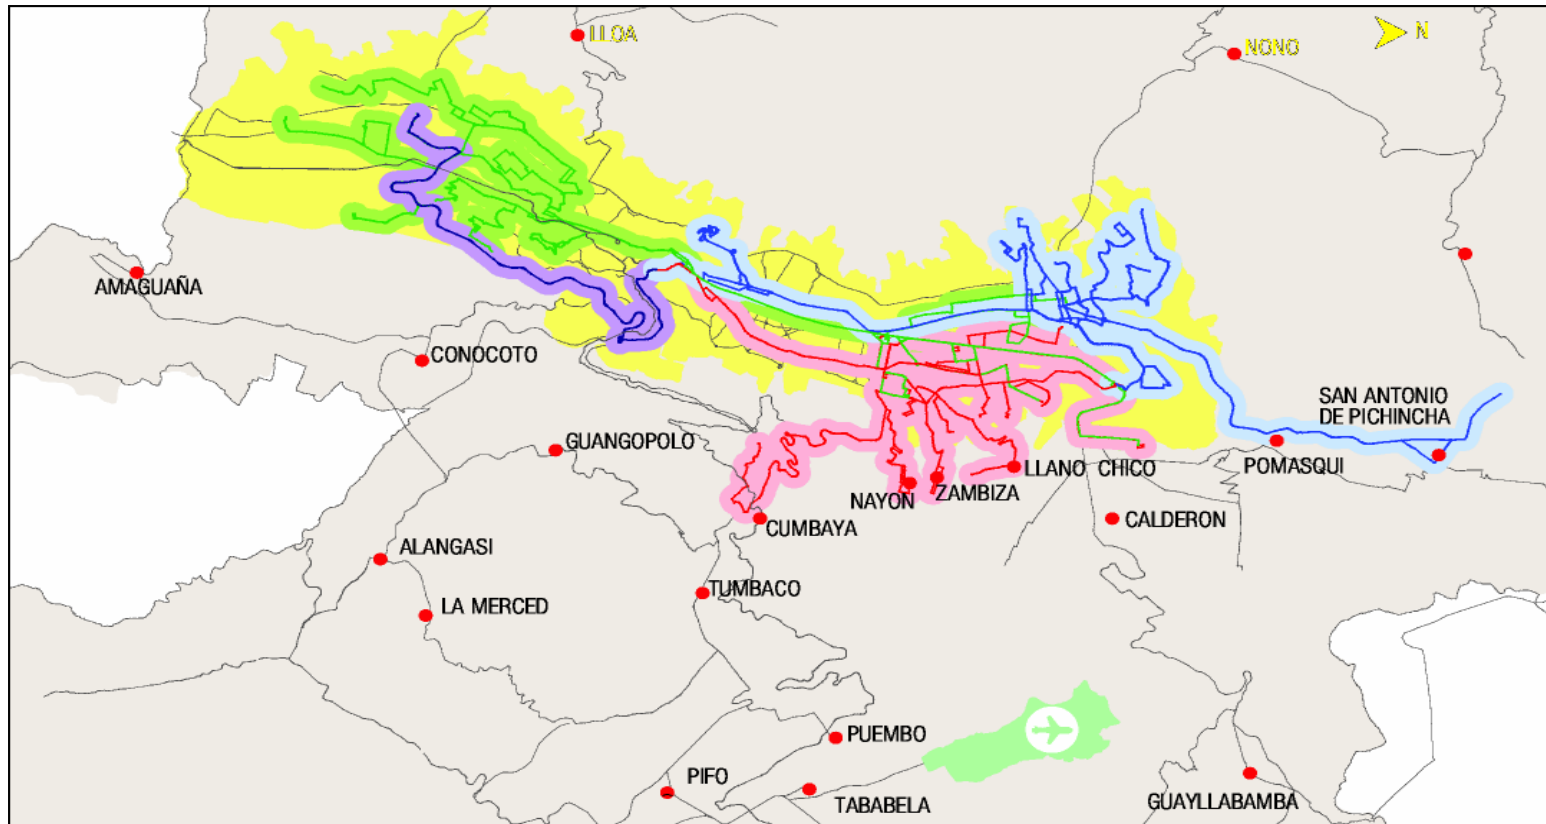 LLOA
NONO
N
AMAGUAÑA
CONOCOTO
SAN ANTONIO
DE PICHINCHA
GUANGOPOLO
POMASQUI
LLANO CHICO
ZAMBIZA
NAYON
CUMBAYA
CALDERON
ALANGASI
TUMBACO
LA MERCED
PUEMBO
PIFO
TABABELA
GUAYLLABAMBA